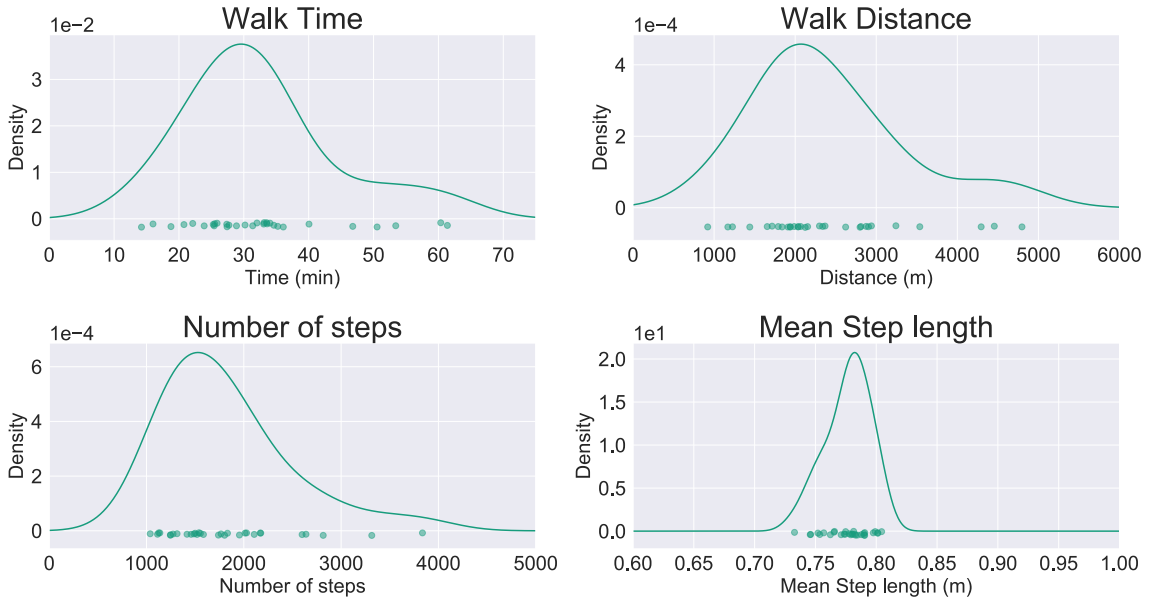 Walk Time
1e−2
Density
3
2
1
0
0 10 20 30 40 50 60 70
Time (min)
Walk Distance
1e−4
Density
4
2
0
0 1000 2000 3000 4000 5000 6000
Distance (m)
Number of steps
1e−4
Density
6
4
2
0
0 1000 2000 3000 4000 5000
Number of steps
Mean Step length
1e1
Density
2.0
1.5
1.0
0.5
0.0
0.60 0.65 0.70 0.75 0.80 0.85 0.90 0.95 1.00
Mean Step length (m)